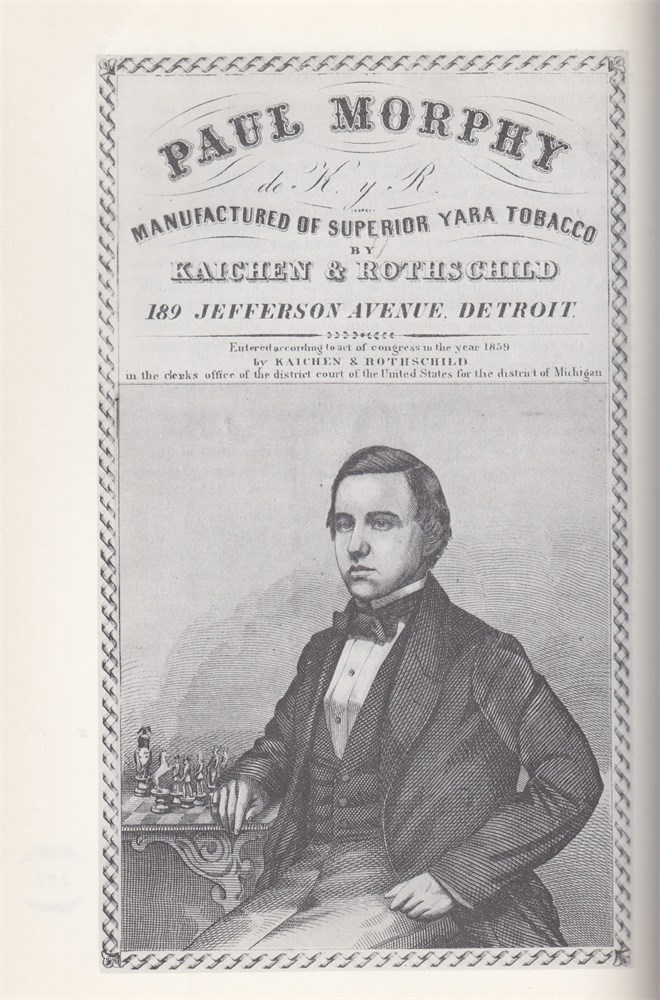 PAUL MORPHY
de K. y R.
MANUFACTURED OF SUPERIOR YARA TOBACCO
BY
KAICHEN & ROTHSCHILD
189 JEFFERSON AVENUE, DETROIT.
Entered according to act of congress in the year 1859
by KAICHEN & ROTHSCHILD
in the clerks office of the district court of the United States for the district of Michigan